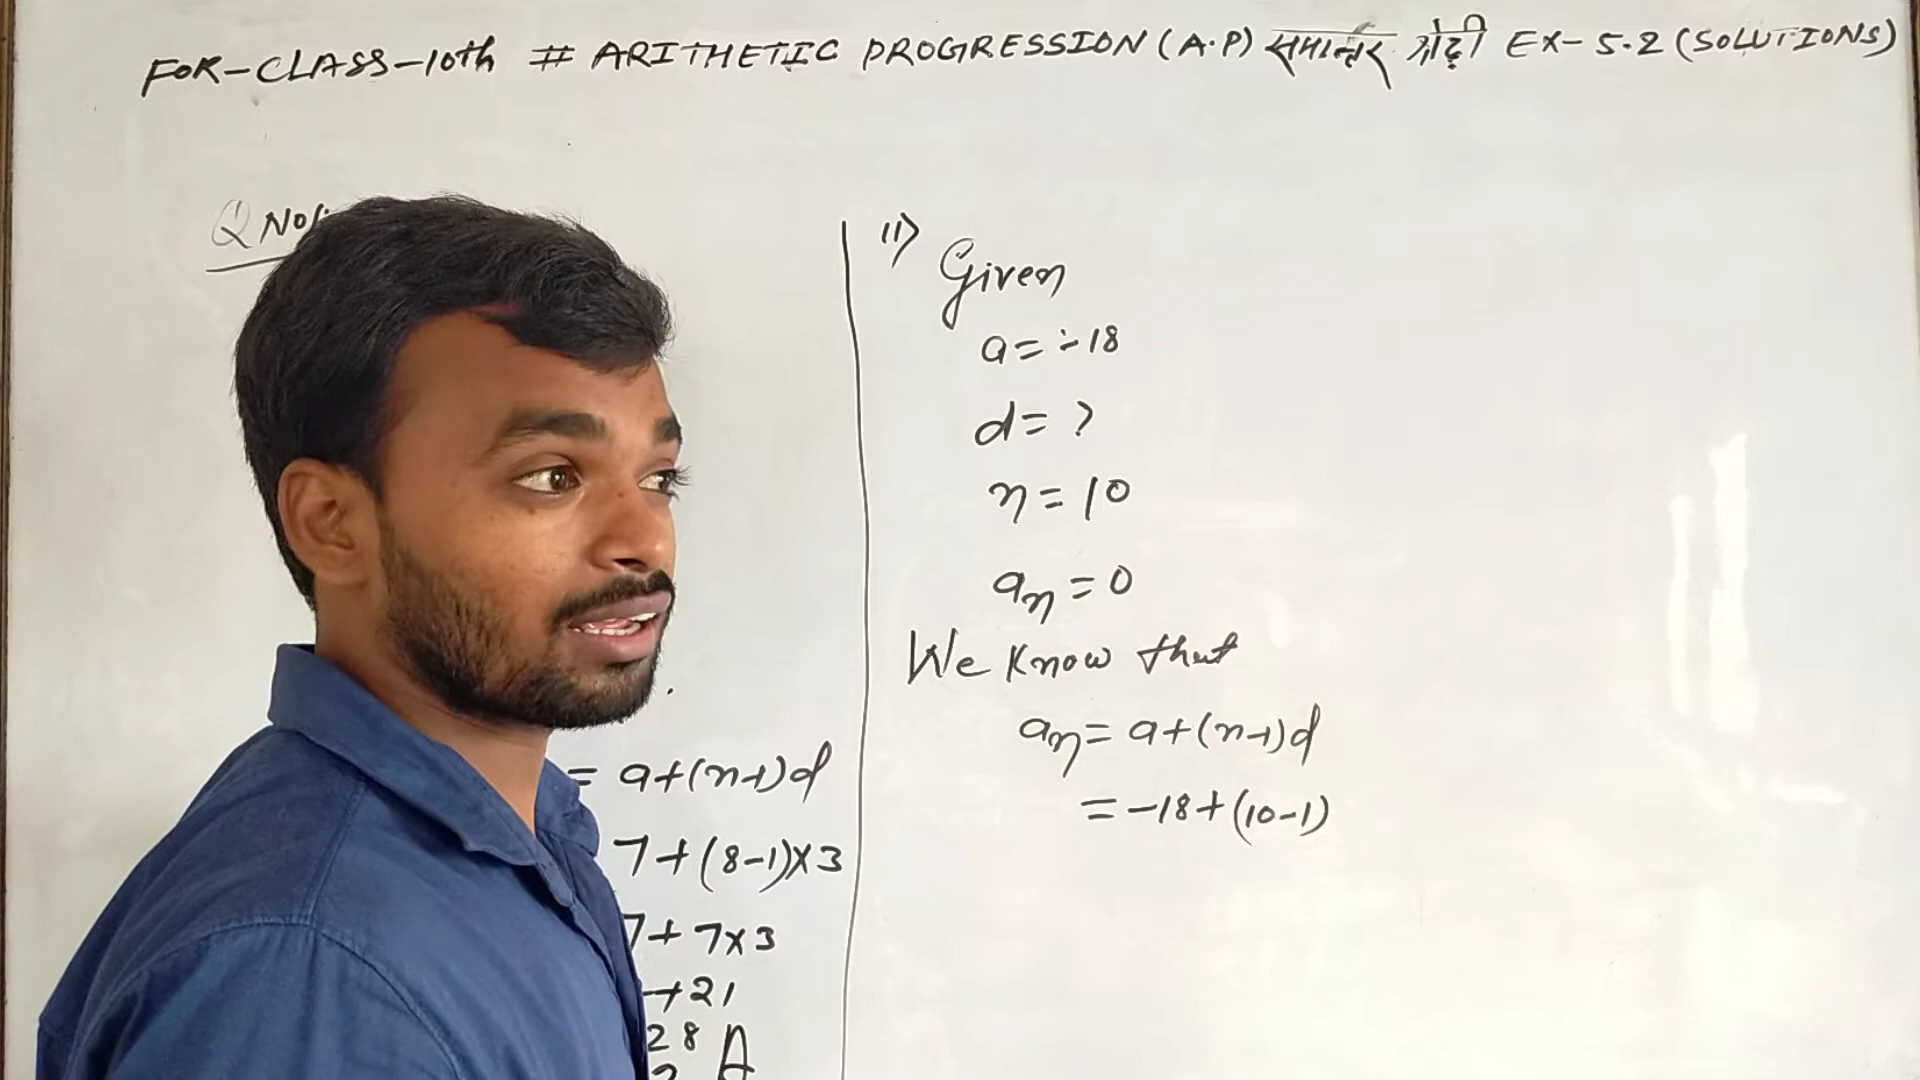 FOR-CLASS-10th # ARITHETIC PROGRESSION (A.P) समान्तर श्रेढ़ी EX-5.2 (SOLUTIONS)
Q No
= a+(n-1)d
7+(8-1)×3
7+7×3
+21
28 A
ii)
Given
a = -18
d = ?
n = 10
an = 0
We know that
an = a+(n-1)d
= -18+(10-1)